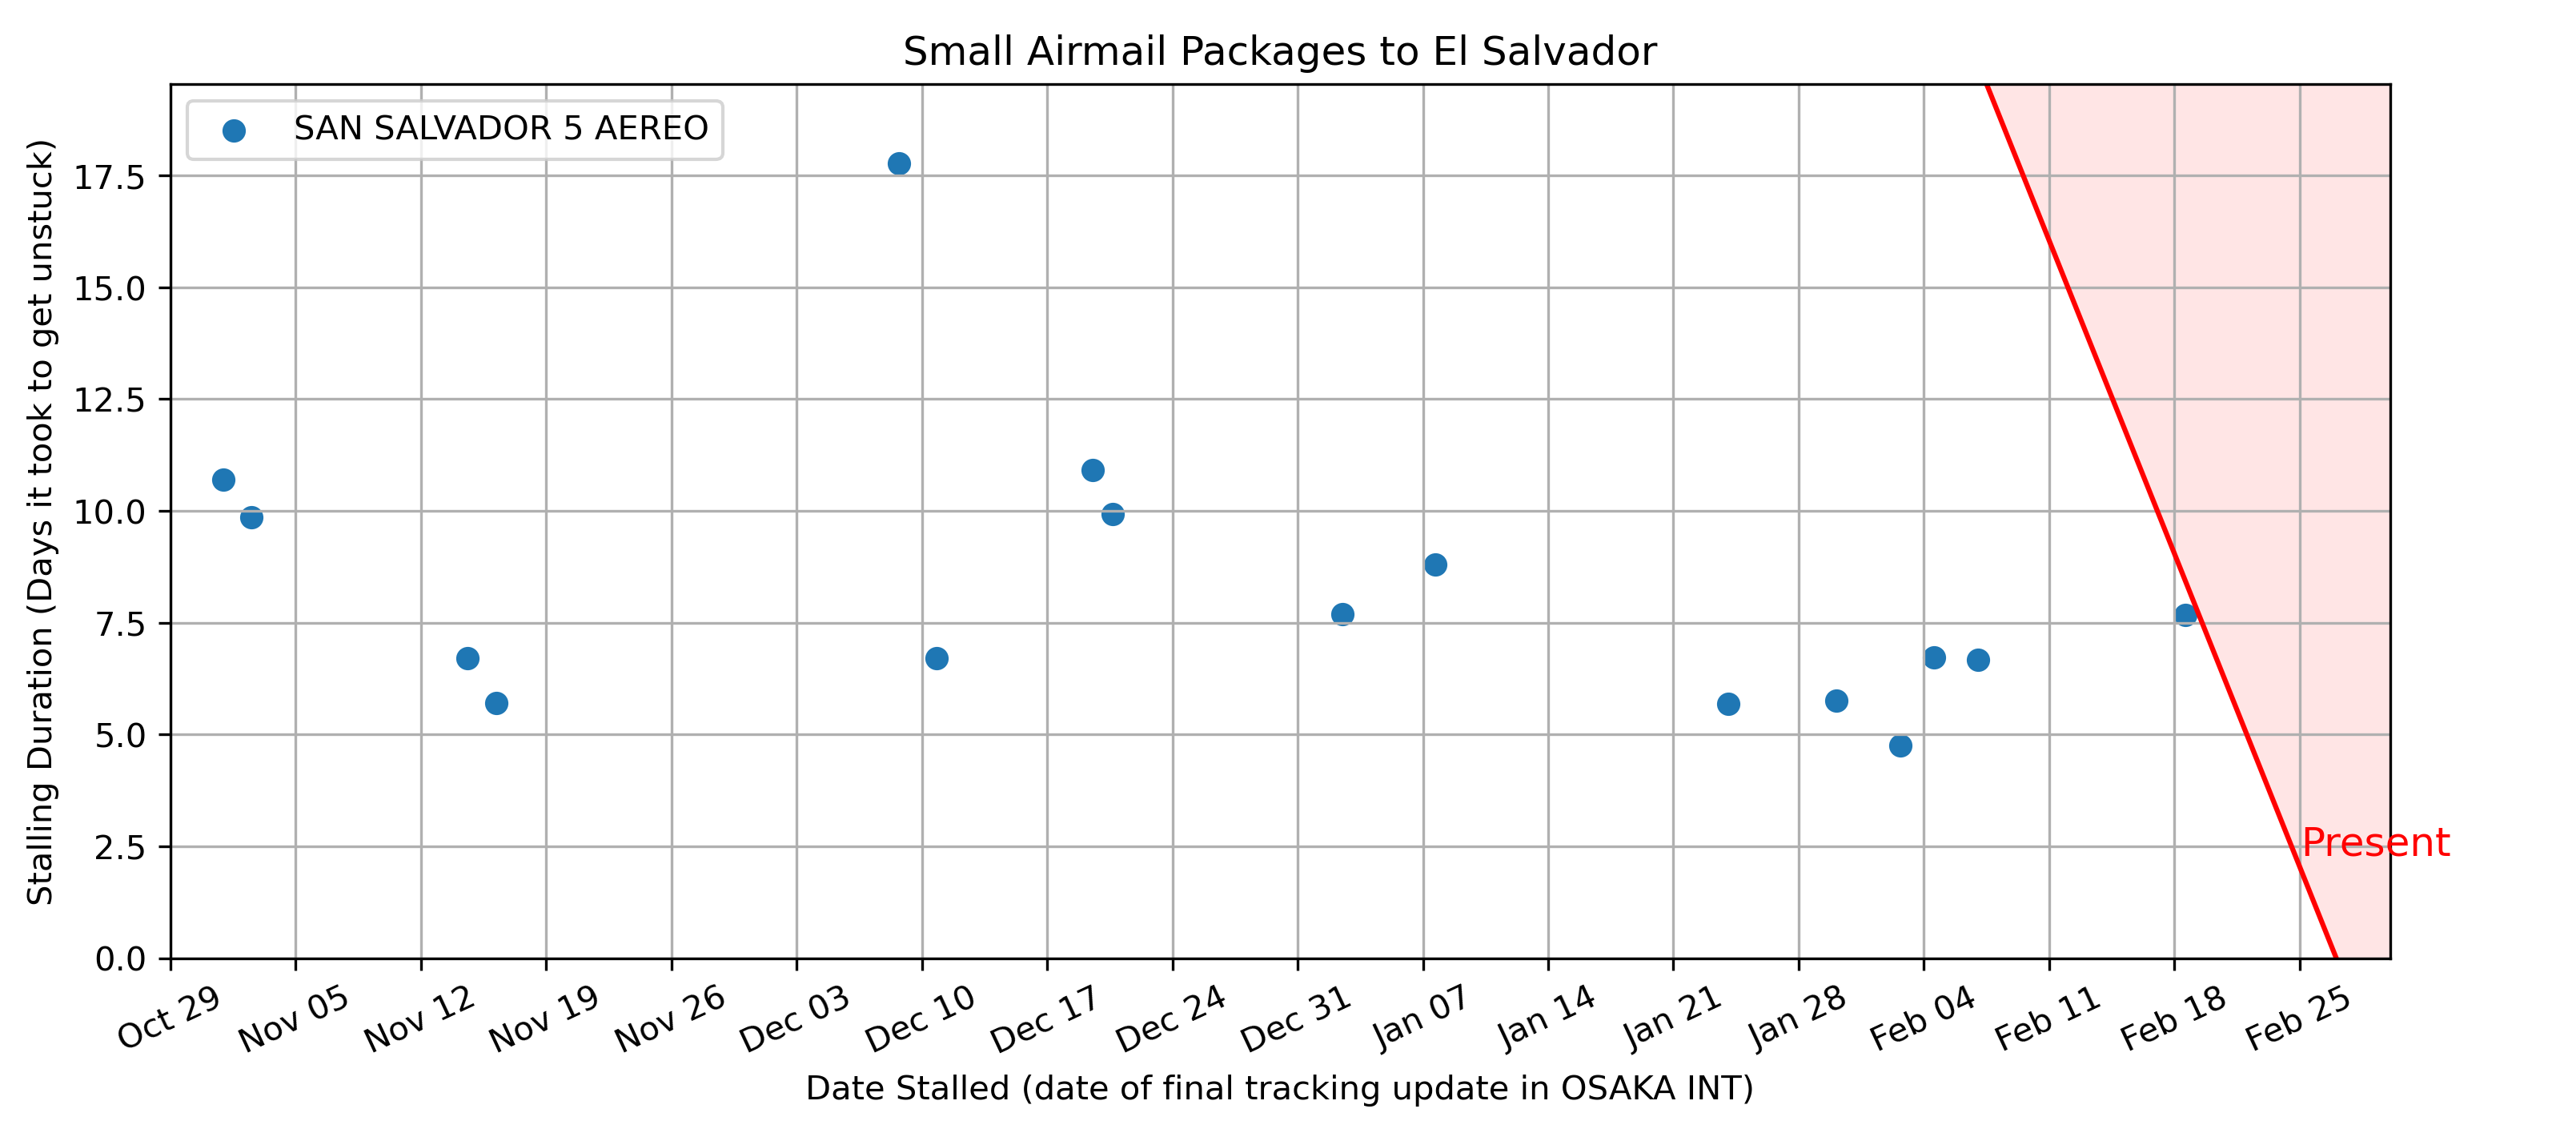 Small Airmail Packages to El Salvador
SAN SALVADOR 5 AEREO
Stalling Duration (Days it took to get unstuck)
17.5
15.0
12.5
10.0
7.5
5.0
2.5
0.0
Present
Oct 29 Nov 05 Nov 12 Nov 19 Nov 26 Dec 03 Dec 10 Dec 17 Dec 24 Dec 31 Jan 07 Jan 14 Jan 21 Jan 28 Feb 04 Feb 11 Feb 18 Feb 25
Date Stalled (date of final tracking update in OSAKA INT)